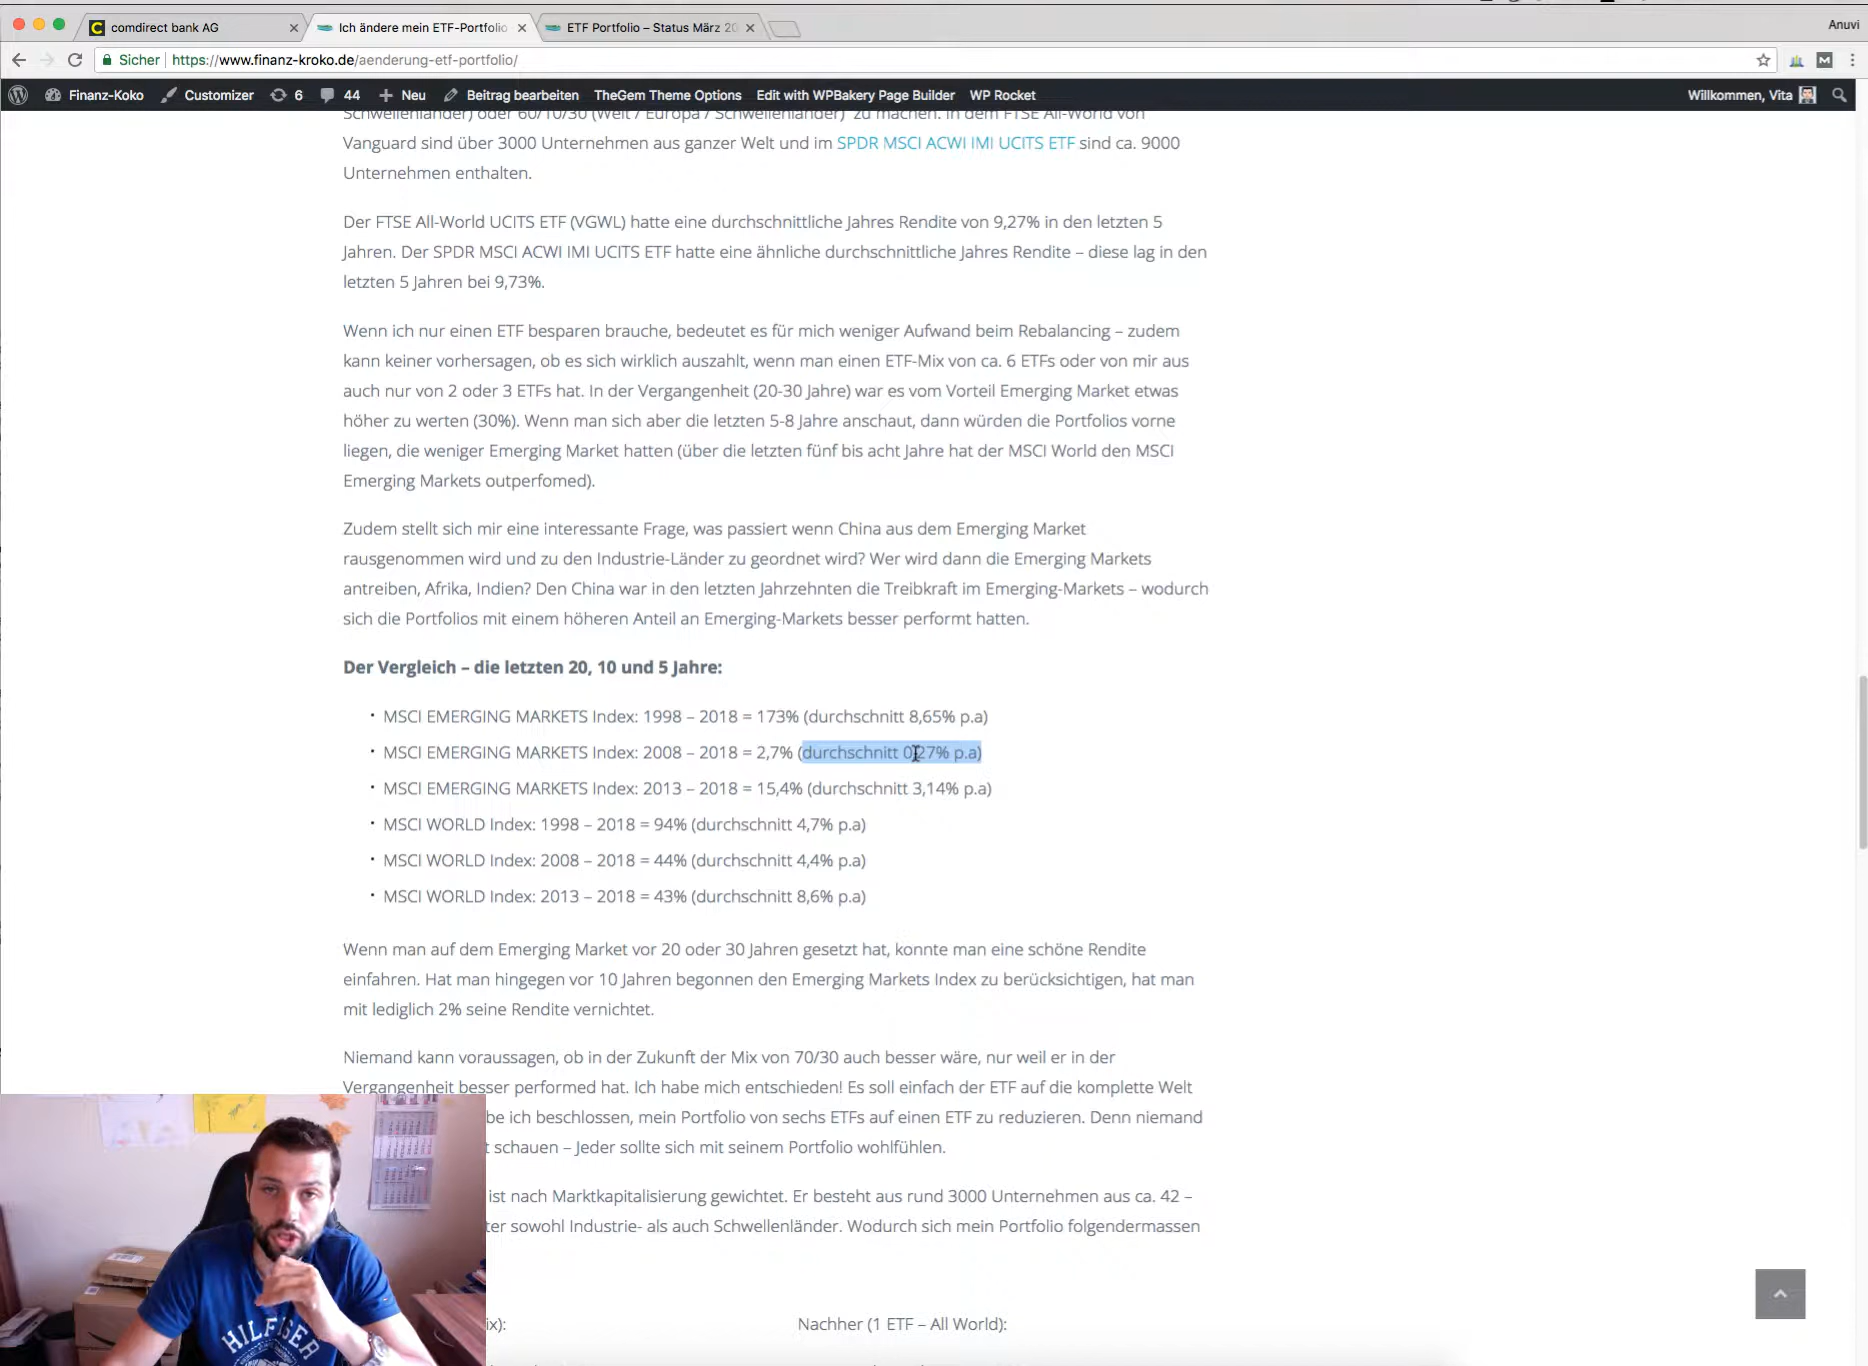 comdirect bank AG
Ich ändere mein ETF-Portfolio
ETF Portfolio – Status März 20
Anuvi
Sicher | https://www.finanz-kroko.de/aenderung-etf-portfolio/
Finanz-Koko Customizer 6 44 Neu Beitrag bearbeiten TheGem Theme Options Edit with WPBakery Page Builder WP Rocket Willkommen, Vita
Schwellenländer) oder 60/10/30 (Welt / Europa / Schwellenländer) zu machen. In dem FTSE All-World von
Vanguard sind über 3000 Unternehmen aus ganzer Welt und im SPDR MSCI ACWI IMI UCITS ETF sind ca. 9000
Unternehmen enthalten.
Der FTSE All-World UCITS ETF (VGWL) hatte eine durchschnittliche Jahres Rendite von 9,27% in den letzten 5
Jahren. Der SPDR MSCI ACWI IMI UCITS ETF hatte eine ähnliche durchschnittliche Jahres Rendite – diese lag in den
letzten 5 Jahren bei 9,73%.
Wenn ich nur einen ETF besparen brauche, bedeutet es für mich weniger Aufwand beim Rebalancing – zudem
kann keiner vorhersagen, ob es sich wirklich auszahlt, wenn man einen ETF-Mix von ca. 6 ETFs oder von mir aus
auch nur von 2 oder 3 ETFs hat. In der Vergangenheit (20-30 Jahre) war es vom Vorteil Emerging Market etwas
höher zu werten (30%). Wenn man sich aber die letzten 5-8 Jahre anschaut, dann würden die Portfolios vorne
liegen, die weniger Emerging Market hatten (über die letzten fünf bis acht Jahre hat der MSCI World den MSCI
Emerging Markets outperfomed).
Zudem stellt sich mir eine interessante Frage, was passiert wenn China aus dem Emerging Market
rausgenommen wird und zu den Industrie-Länder zu geordnet wird? Wer wird dann die Emerging Markets
antreiben, Afrika, Indien? Den China war in den letzten Jahrzehnten die Treibkraft im Emerging-Markets – wodurch
sich die Portfolios mit einem höheren Anteil an Emerging-Markets besser performt hatten.
Der Vergleich – die letzten 20, 10 und 5 Jahre:
• MSCI EMERGING MARKETS Index: 1998 – 2018 = 173% (durchschnitt 8,65% p.a)
• MSCI EMERGING MARKETS Index: 2008 – 2018 = 2,7% (durchschnitt 0,27% p.a)
• MSCI EMERGING MARKETS Index: 2013 – 2018 = 15,4% (durchschnitt 3,14% p.a)
• MSCI WORLD Index: 1998 – 2018 = 94% (durchschnitt 4,7% p.a)
• MSCI WORLD Index: 2008 – 2018 = 44% (durchschnitt 4,4% p.a)
• MSCI WORLD Index: 2013 – 2018 = 43% (durchschnitt 8,6% p.a)
Wenn man auf dem Emerging Market vor 20 oder 30 Jahren gesetzt hat, konnte man eine schöne Rendite
einfahren. Hat man hingegen vor 10 Jahren begonnen den Emerging Markets Index zu berücksichtigen, hat man
mit lediglich 2% seine Rendite vernichtet.
Niemand kann voraussagen, ob in der Zukunft der Mix von 70/30 auch besser wäre, nur weil er in der
Vergangenheit besser performed hat. Ich habe mich entschieden! Es soll einfach der ETF auf die komplette Welt
be ich beschlossen, mein Portfolio von sechs ETFs auf einen ETF zu reduzieren. Denn niemand
t schauen – Jeder sollte sich mit seinem Portfolio wohlfühlen.
ist nach Marktkapitalisierung gewichtet. Er besteht aus rund 3000 Unternehmen aus ca. 42 –
ter sowohl Industrie- als auch Schwellenländer. Wodurch sich mein Portfolio folgendermassen
ix):
Nachher (1 ETF – All World):
HILFIGER